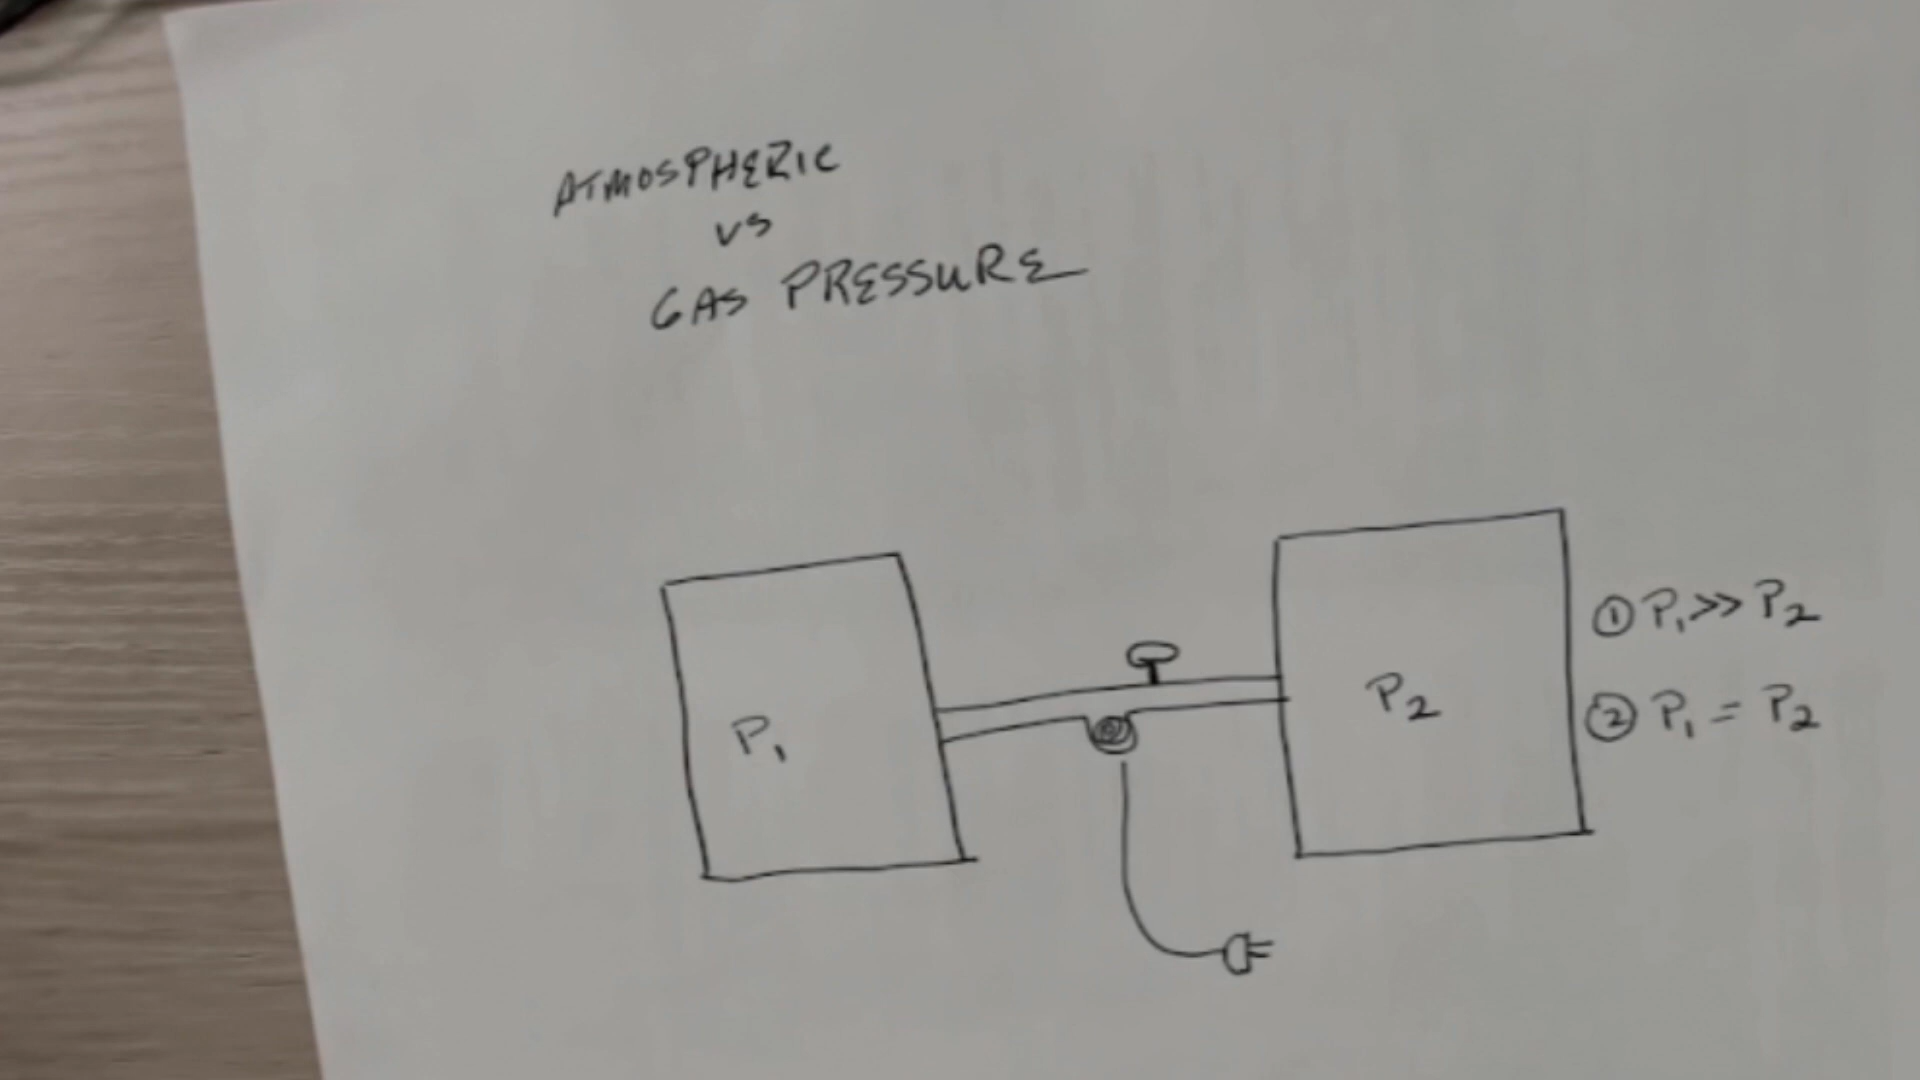 ATMOSPHERIC
VS
GAS PRESSURE
P₁
P₂
① P₁ >> P₂
② P₁ = P₂